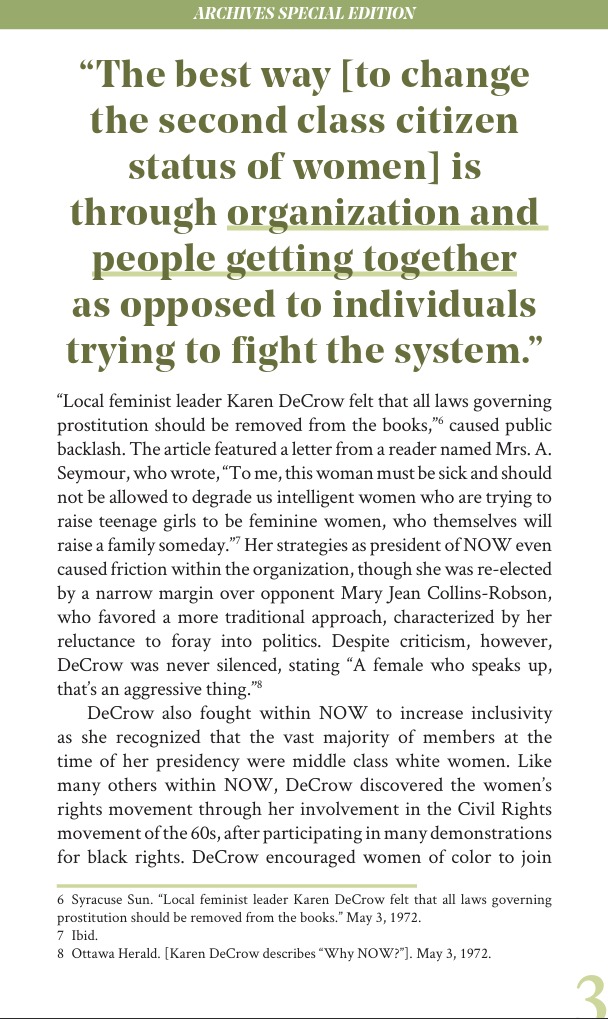 ARCHIVES SPECIAL EDITION
“The best way [to change
the second class citizen
status of women] is
through organization and
people getting together
as opposed to individuals
trying to fight the system.”
“Local feminist leader Karen DeCrow felt that all laws governing
prostitution should be removed from the books,”6 caused public
backlash. The article featured a letter from a reader named Mrs. A.
Seymour, who wrote, “To me, this woman must be sick and should
not be allowed to degrade us intelligent women who are trying to
raise teenage girls to be feminine women, who themselves will
raise a family someday.”7 Her strategies as president of NOW even
caused friction within the organization, though she was re-elected
by a narrow margin over opponent Mary Jean Collins-Robson,
who favored a more traditional approach, characterized by her
reluctance to foray into politics. Despite criticism, however,
DeCrow was never silenced, stating “A female who speaks up,
that’s an aggressive thing.”8
DeCrow also fought within NOW to increase inclusivity
as she recognized that the vast majority of members at the
time of her presidency were middle class white women. Like
many others within NOW, DeCrow discovered the women’s
rights movement through her involvement in the Civil Rights
movement of the 60s, after participating in many demonstrations
for black rights. DeCrow encouraged women of color to join
6 Syracuse Sun. “Local feminist leader Karen DeCrow felt that all laws governing
prostitution should be removed from the books.” May 3, 1972.
7 Ibid.
8 Ottawa Herald. [Karen DeCrow describes “Why NOW?”]. May 3, 1972.
3